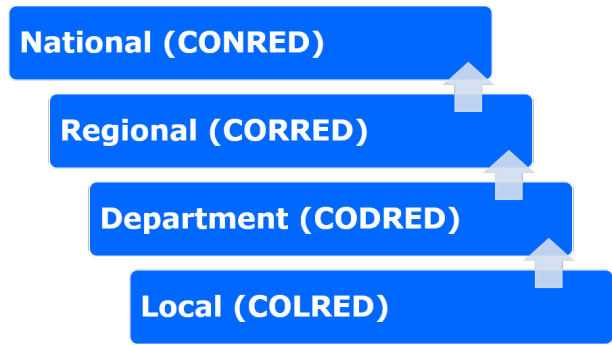 National (CONRED)
Regional (CORRED)
Department (CODRED)
Local (COLRED)